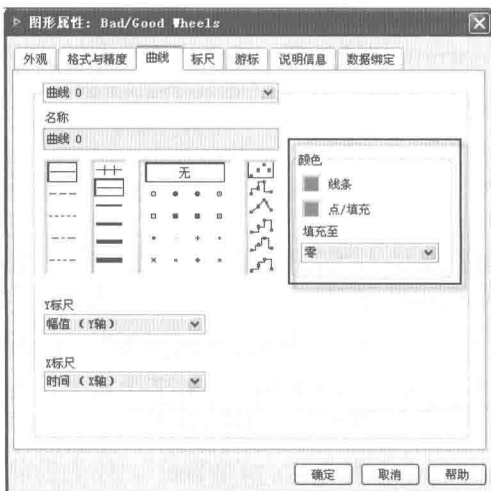 图形属性: Bad/Good Wheels
外观 格式与精度 曲线 标尺 游标 说明信息 数据绑定
曲线 0
名称
曲线 0
无
颜色
线条
点/填充
填充至
零
Y标尺
幅值 (Y轴)
X标尺
时间 (X轴)
确定 取消 帮助